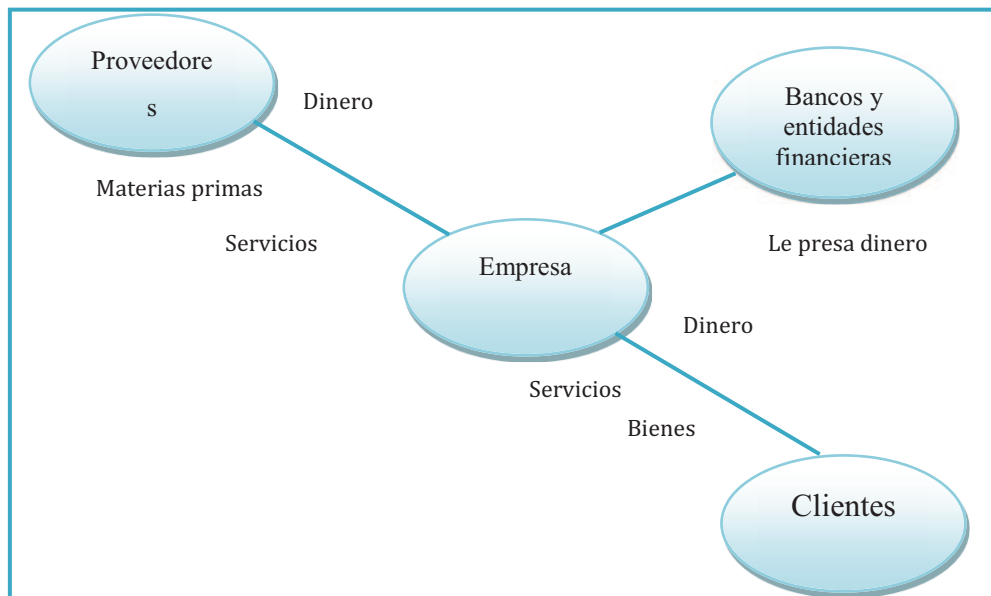 Proveedore
s
Dinero
Bancos y
entidades
financieras
Materias primas
Servicios
Le presa dinero
Empresa
Dinero
Servicios
Bienes
Clientes